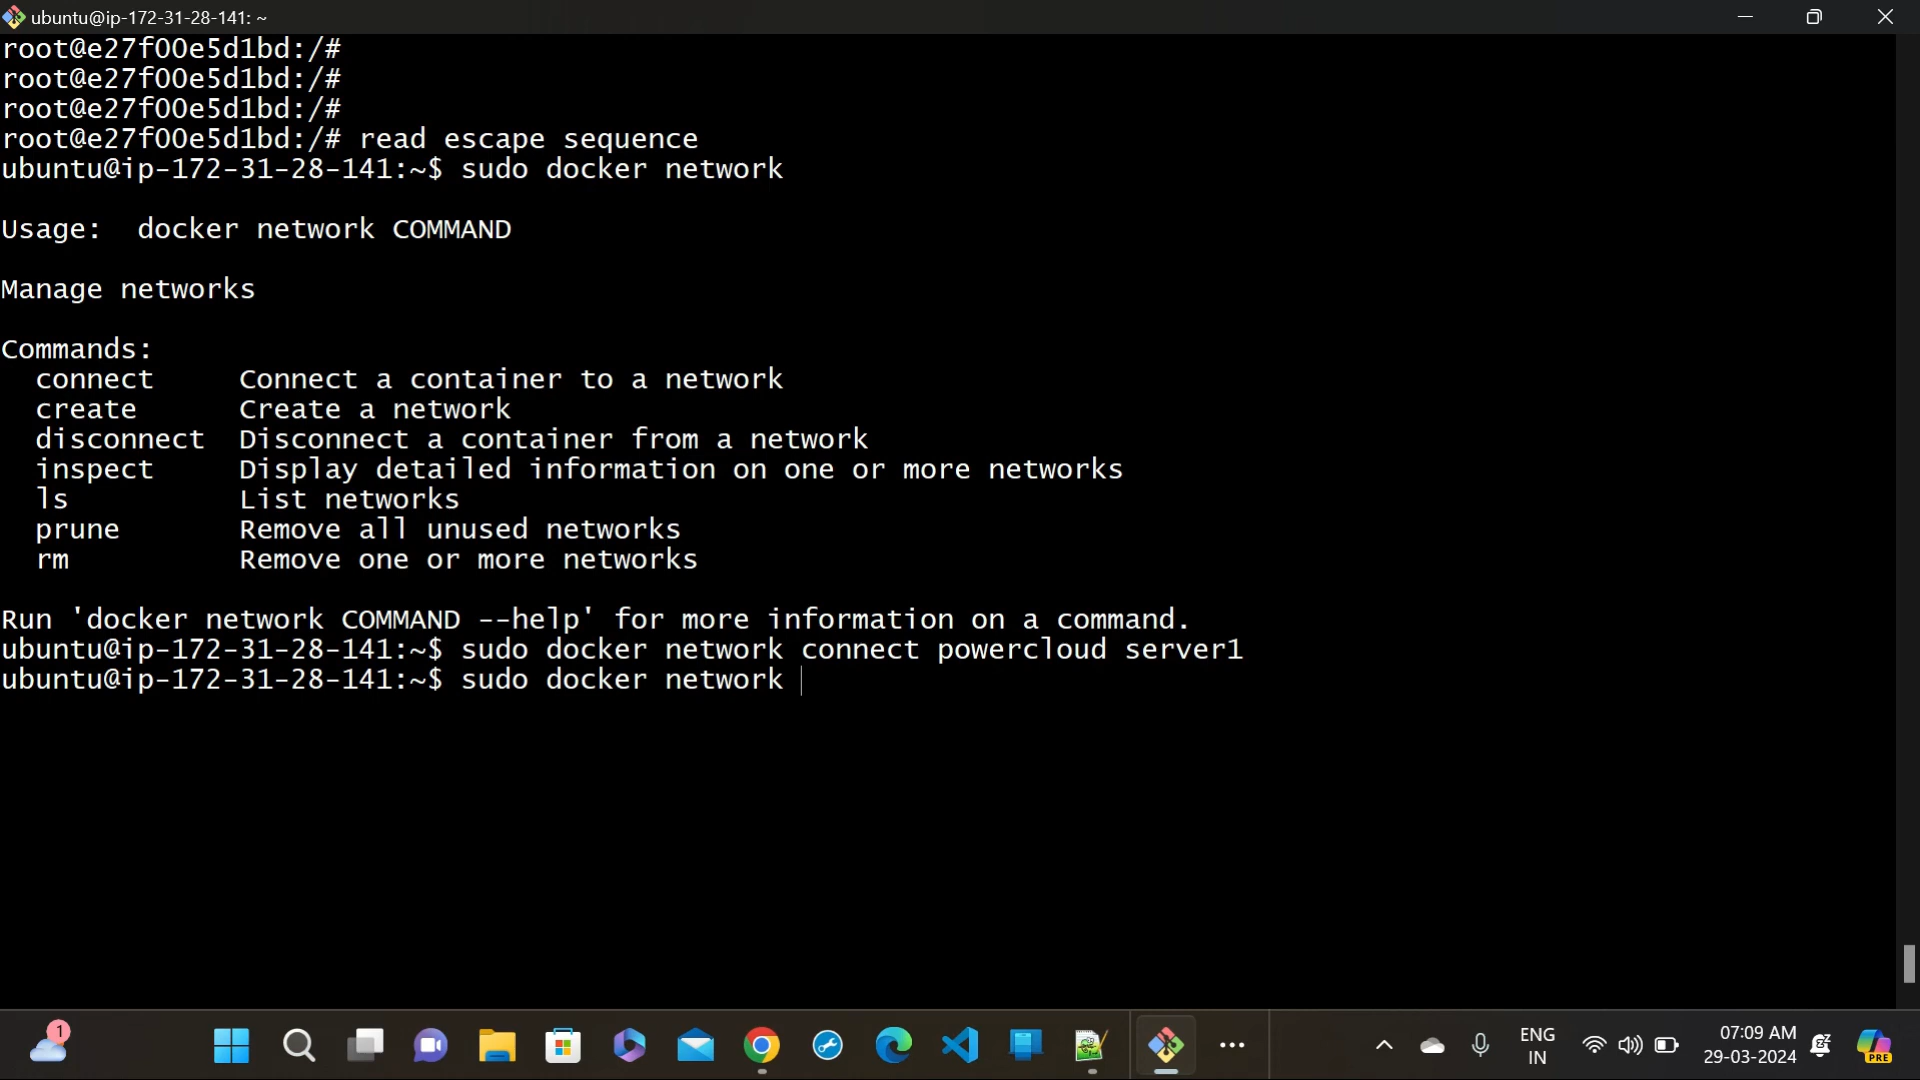 ubuntu@ip-172-31-28-141: ~
root@e27f00e5d1bd:/#
root@e27f00e5d1bd:/#
root@e27f00e5d1bd:/#
root@e27f00e5d1bd:/# read escape sequence
ubuntu@ip-172-31-28-141:~$ sudo docker network
Usage:  docker network COMMAND
Manage networks
Commands:
  connect     Connect a container to a network
  create      Create a network
  disconnect  Disconnect a container from a network
  inspect     Display detailed information on one or more networks
  ls          List networks
  prune       Remove all unused networks
  rm          Remove one or more networks
Run 'docker network COMMAND --help' for more information on a command.
ubuntu@ip-172-31-28-141:~$ sudo docker network connect powercloud server1
ubuntu@ip-172-31-28-141:~$ sudo docker network
1
ENG
IN
07:09 AM
29-03-2024
PRE